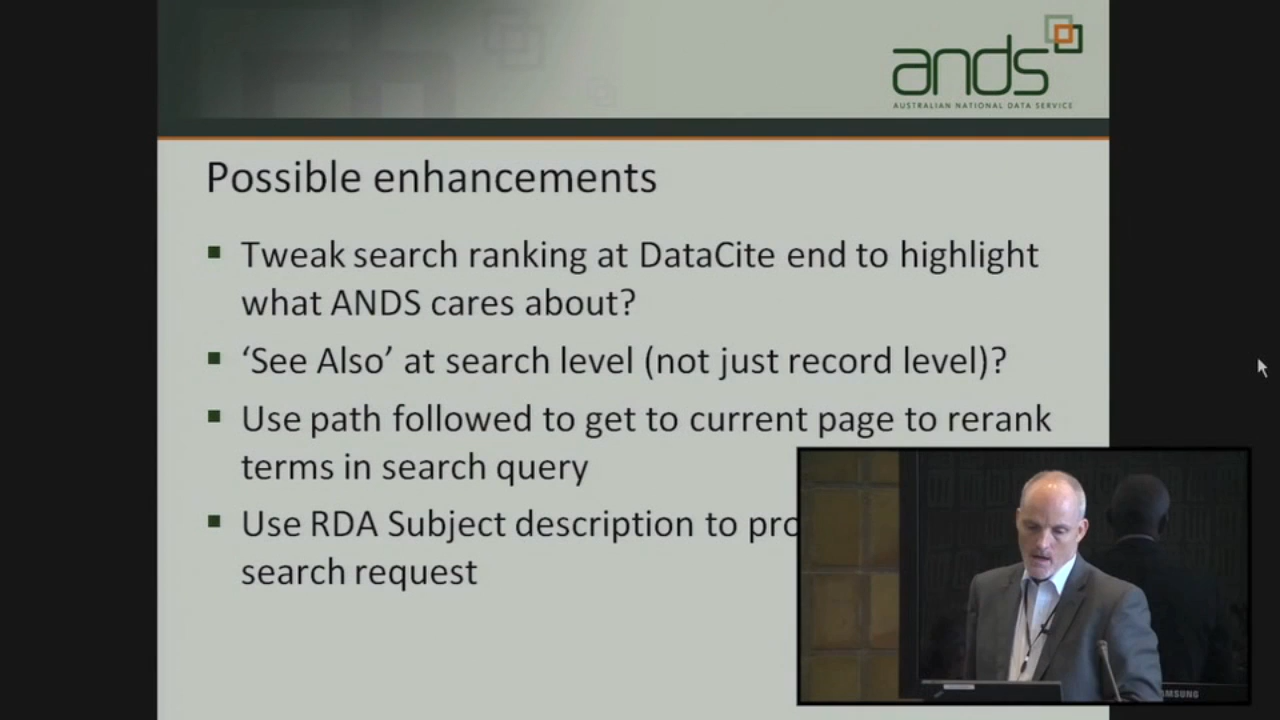 ands
AUSTRALIAN NATIONAL DATA SERVICE
Possible enhancements
Tweak search ranking at DataCite end to highlight
what ANDS cares about?
‘See Also’ at search level (not just record level)?
Use path followed to get to current page to rerank
terms in search query
Use RDA Subject description to
search request